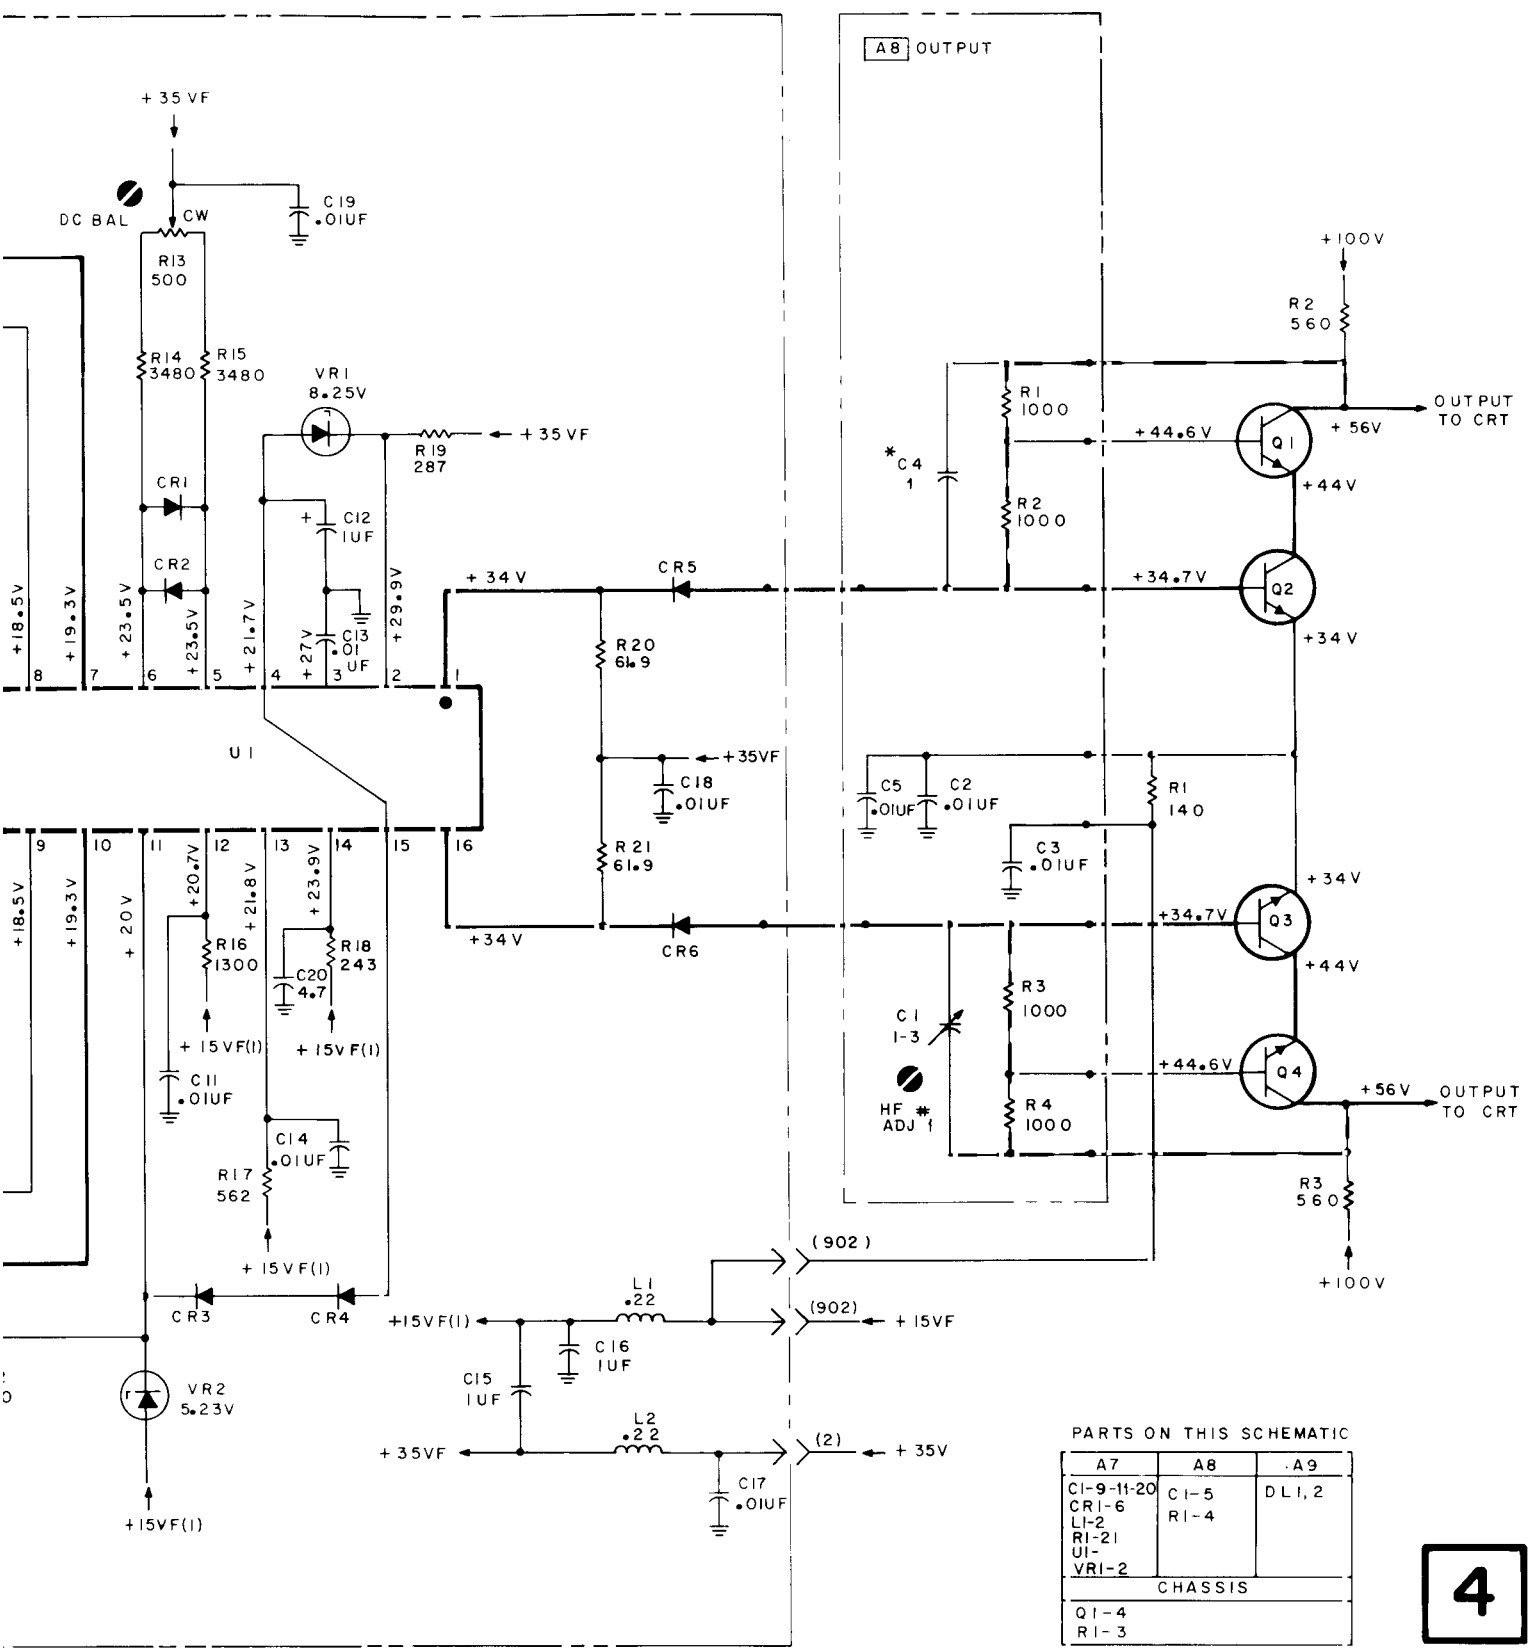 A8 OUTPUT
+35VF
DC BAL
CW
R13
500
C19
.01UF
+100V
R2
560
R14
3480
R15
3480
VR1
8.25V
+35VF
R19
287
R1
1000
OUTPUT
TO CRT
+44.6V
Q1
+56V
*C4
1
+44V
CR1
C12
+
1UF
R2
1000
CR2
+18.5V
+19.3V
+23.5V
+23.5V
+21.7V
+27V
C13
.01
UF
+29.9V
+34V
CR5
+34.7V
Q2
+34V
R20
61.9
8
7
6
5
4
3
2
1
U1
+35VF
C18
.01UF
C5
.01UF
C2
.01UF
R1
140
R21
61.9
C3
.01UF
9
10
11
12
13
14
15
16
+18.5V
+19.3V
+20V
+20.7V
+21.8V
+23.9V
+34V
CR6
+34.7V
Q3
+34V
+44V
R16
1300
C20
4.7
R18
243
C1
1-3
R3
1000
+15VF(1)
+15VF(1)
C11
.01UF
HF #
ADJ 1
R4
1000
+44.6V
Q4
+56V
OUTPUT
TO CRT
C14
.01UF
R17
562
R3
560
+100V
+15VF(1)
(902)
CR3
CR4
L1
.22
+15VF(1)
(902)
+15VF
C16
1UF
C15
1UF
VR2
5.23V
L2
.22
+35VF
(2)
+35V
C17
.01UF
+15VF(1)
PARTS ON THIS SCHEMATIC
A7 A8 A9
C1-9-11-20 C1-5 DL1,2
CR1-6 R1-4
L1-2
R1-21
U1-
VR1-2
CHASSIS
Q1-4
R1-3
4